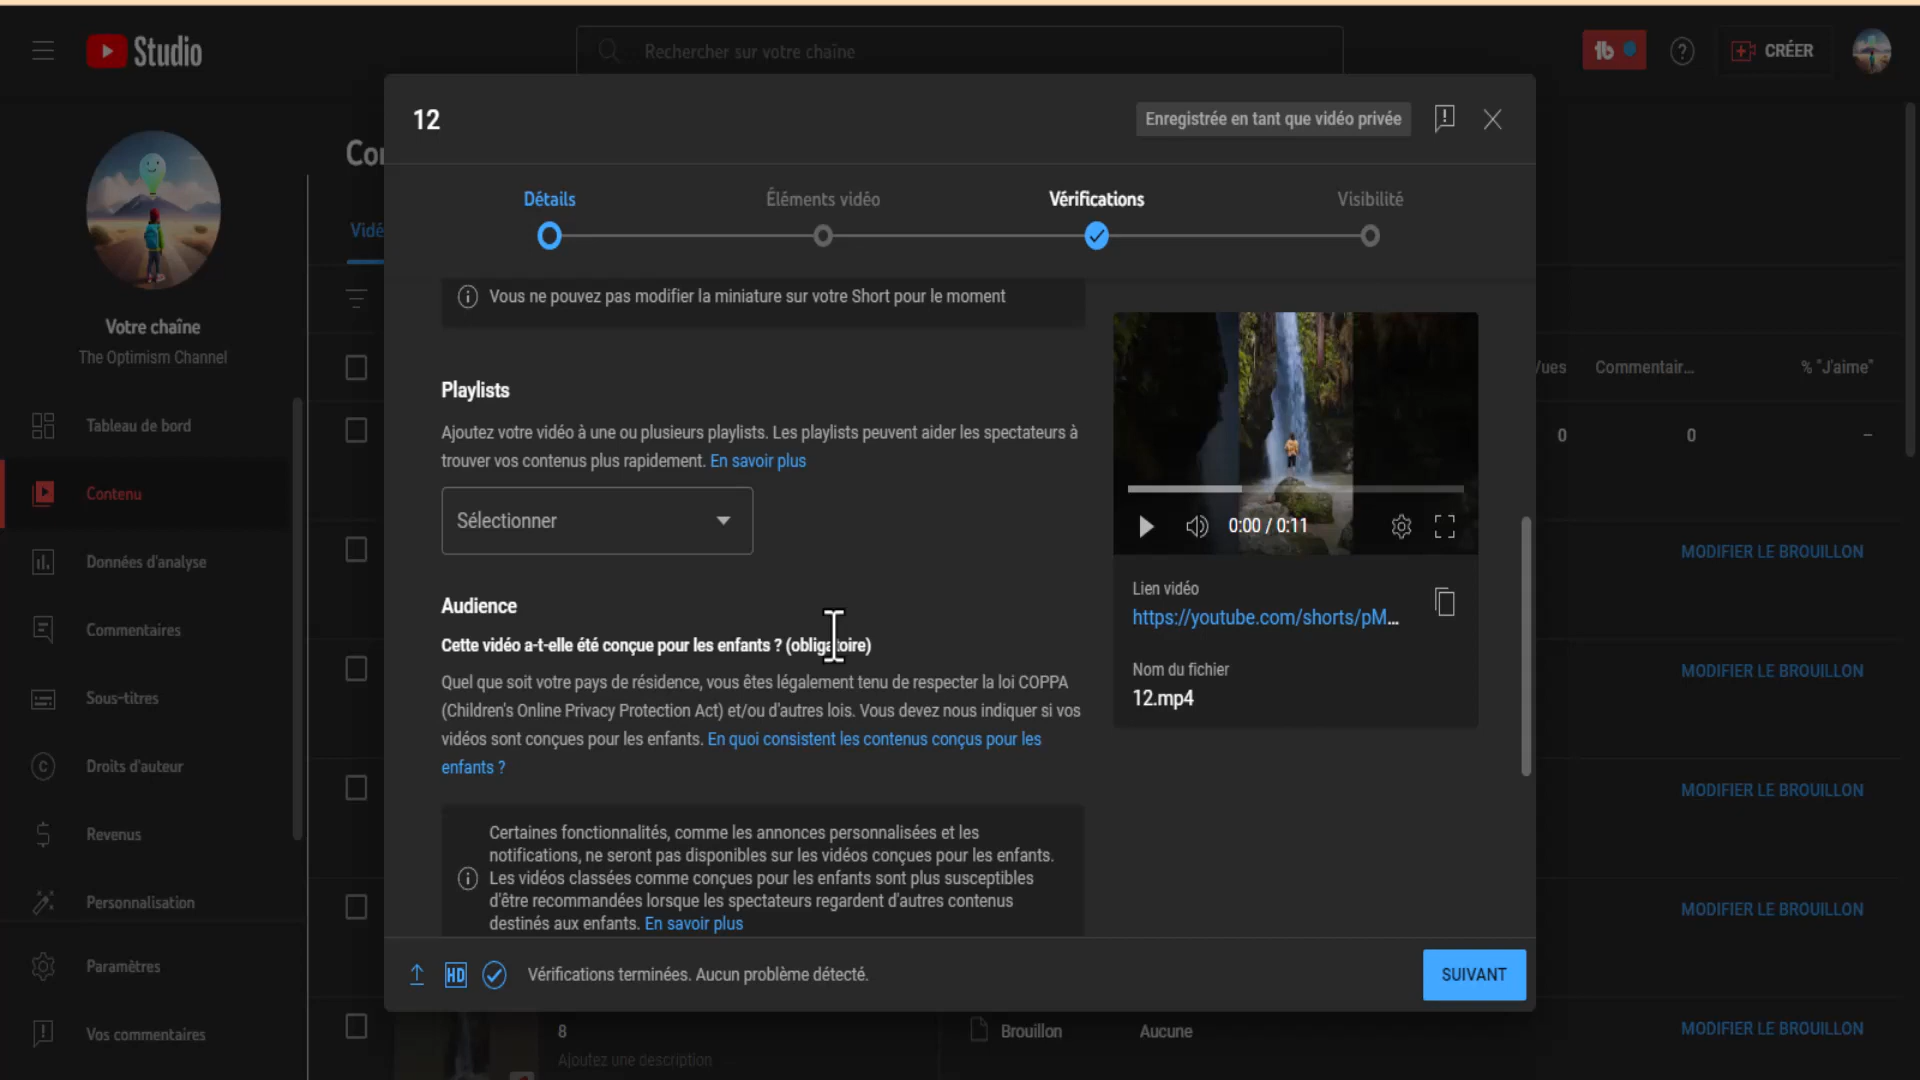 Studio
Rechercher sur votre chaîne
CRÉER
12
Enregistrée en tant que vidéo privée
Détails
Éléments vidéo
Vérifications
Visibilité
Vous ne pouvez pas modifier la miniature sur votre Short pour le moment
Playlists
Ajoutez votre vidéo à une ou plusieurs playlists. Les playlists peuvent aider les spectateurs à
trouver vos contenus plus rapidement. En savoir plus
Sélectionner
Audience
Cette vidéo a-t-elle été conçue pour les enfants ? (obligatoire)
Quel que soit votre pays de résidence, vous êtes légalement tenu de respecter la loi COPPA
(Children's Online Privacy Protection Act) et/ou d'autres lois. Vous devez nous indiquer si vos
vidéos sont conçues pour les enfants. En quoi consistent les contenus conçus pour les
enfants ?
Certaines fonctionnalités, comme les annonces personnalisées et les
notifications, ne seront pas disponibles sur les vidéos conçues pour les enfants.
Les vidéos classées comme conçues pour les enfants sont plus susceptibles
d'être recommandées lorsque les spectateurs regardent d'autres contenus
destinés aux enfants. En savoir plus
0:00 / 0:11
Lien vidéo
https://youtube.com/shorts/pM...
Nom du fichier
12.mp4
HD
Vérifications terminées. Aucun problème détecté.
SUIVANT
Votre chaîne
The Optimism Channel
Tableau de bord
Contenu
Données d'analyse
Commentaires
Sous-titres
Droits d'auteur
Revenus
Personnalisation
Paramètres
Vos commentaires
Commentair...
% "J'aime"
0
0
–
MODIFIER LE BROUILLON
MODIFIER LE BROUILLON
MODIFIER LE BROUILLON
MODIFIER LE BROUILLON
8
Brouillon
Aucune
MODIFIER LE BROUILLON
Ajoutez une description